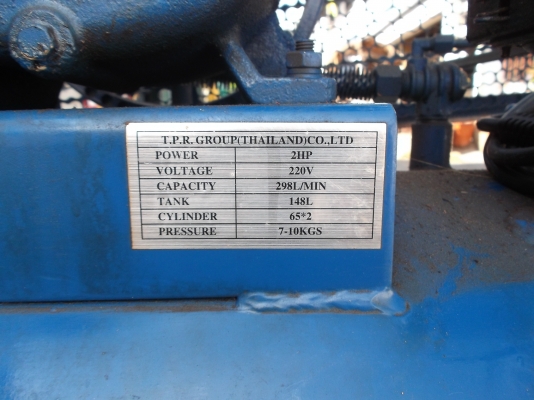 T.P.R. GROUP(THAILAND)CO.,LTD
POWER 2HP
VOLTAGE 220V
CAPACITY 298L/MIN
TANK 148L
CYLINDER 65*2
PRESSURE 7-10KGS